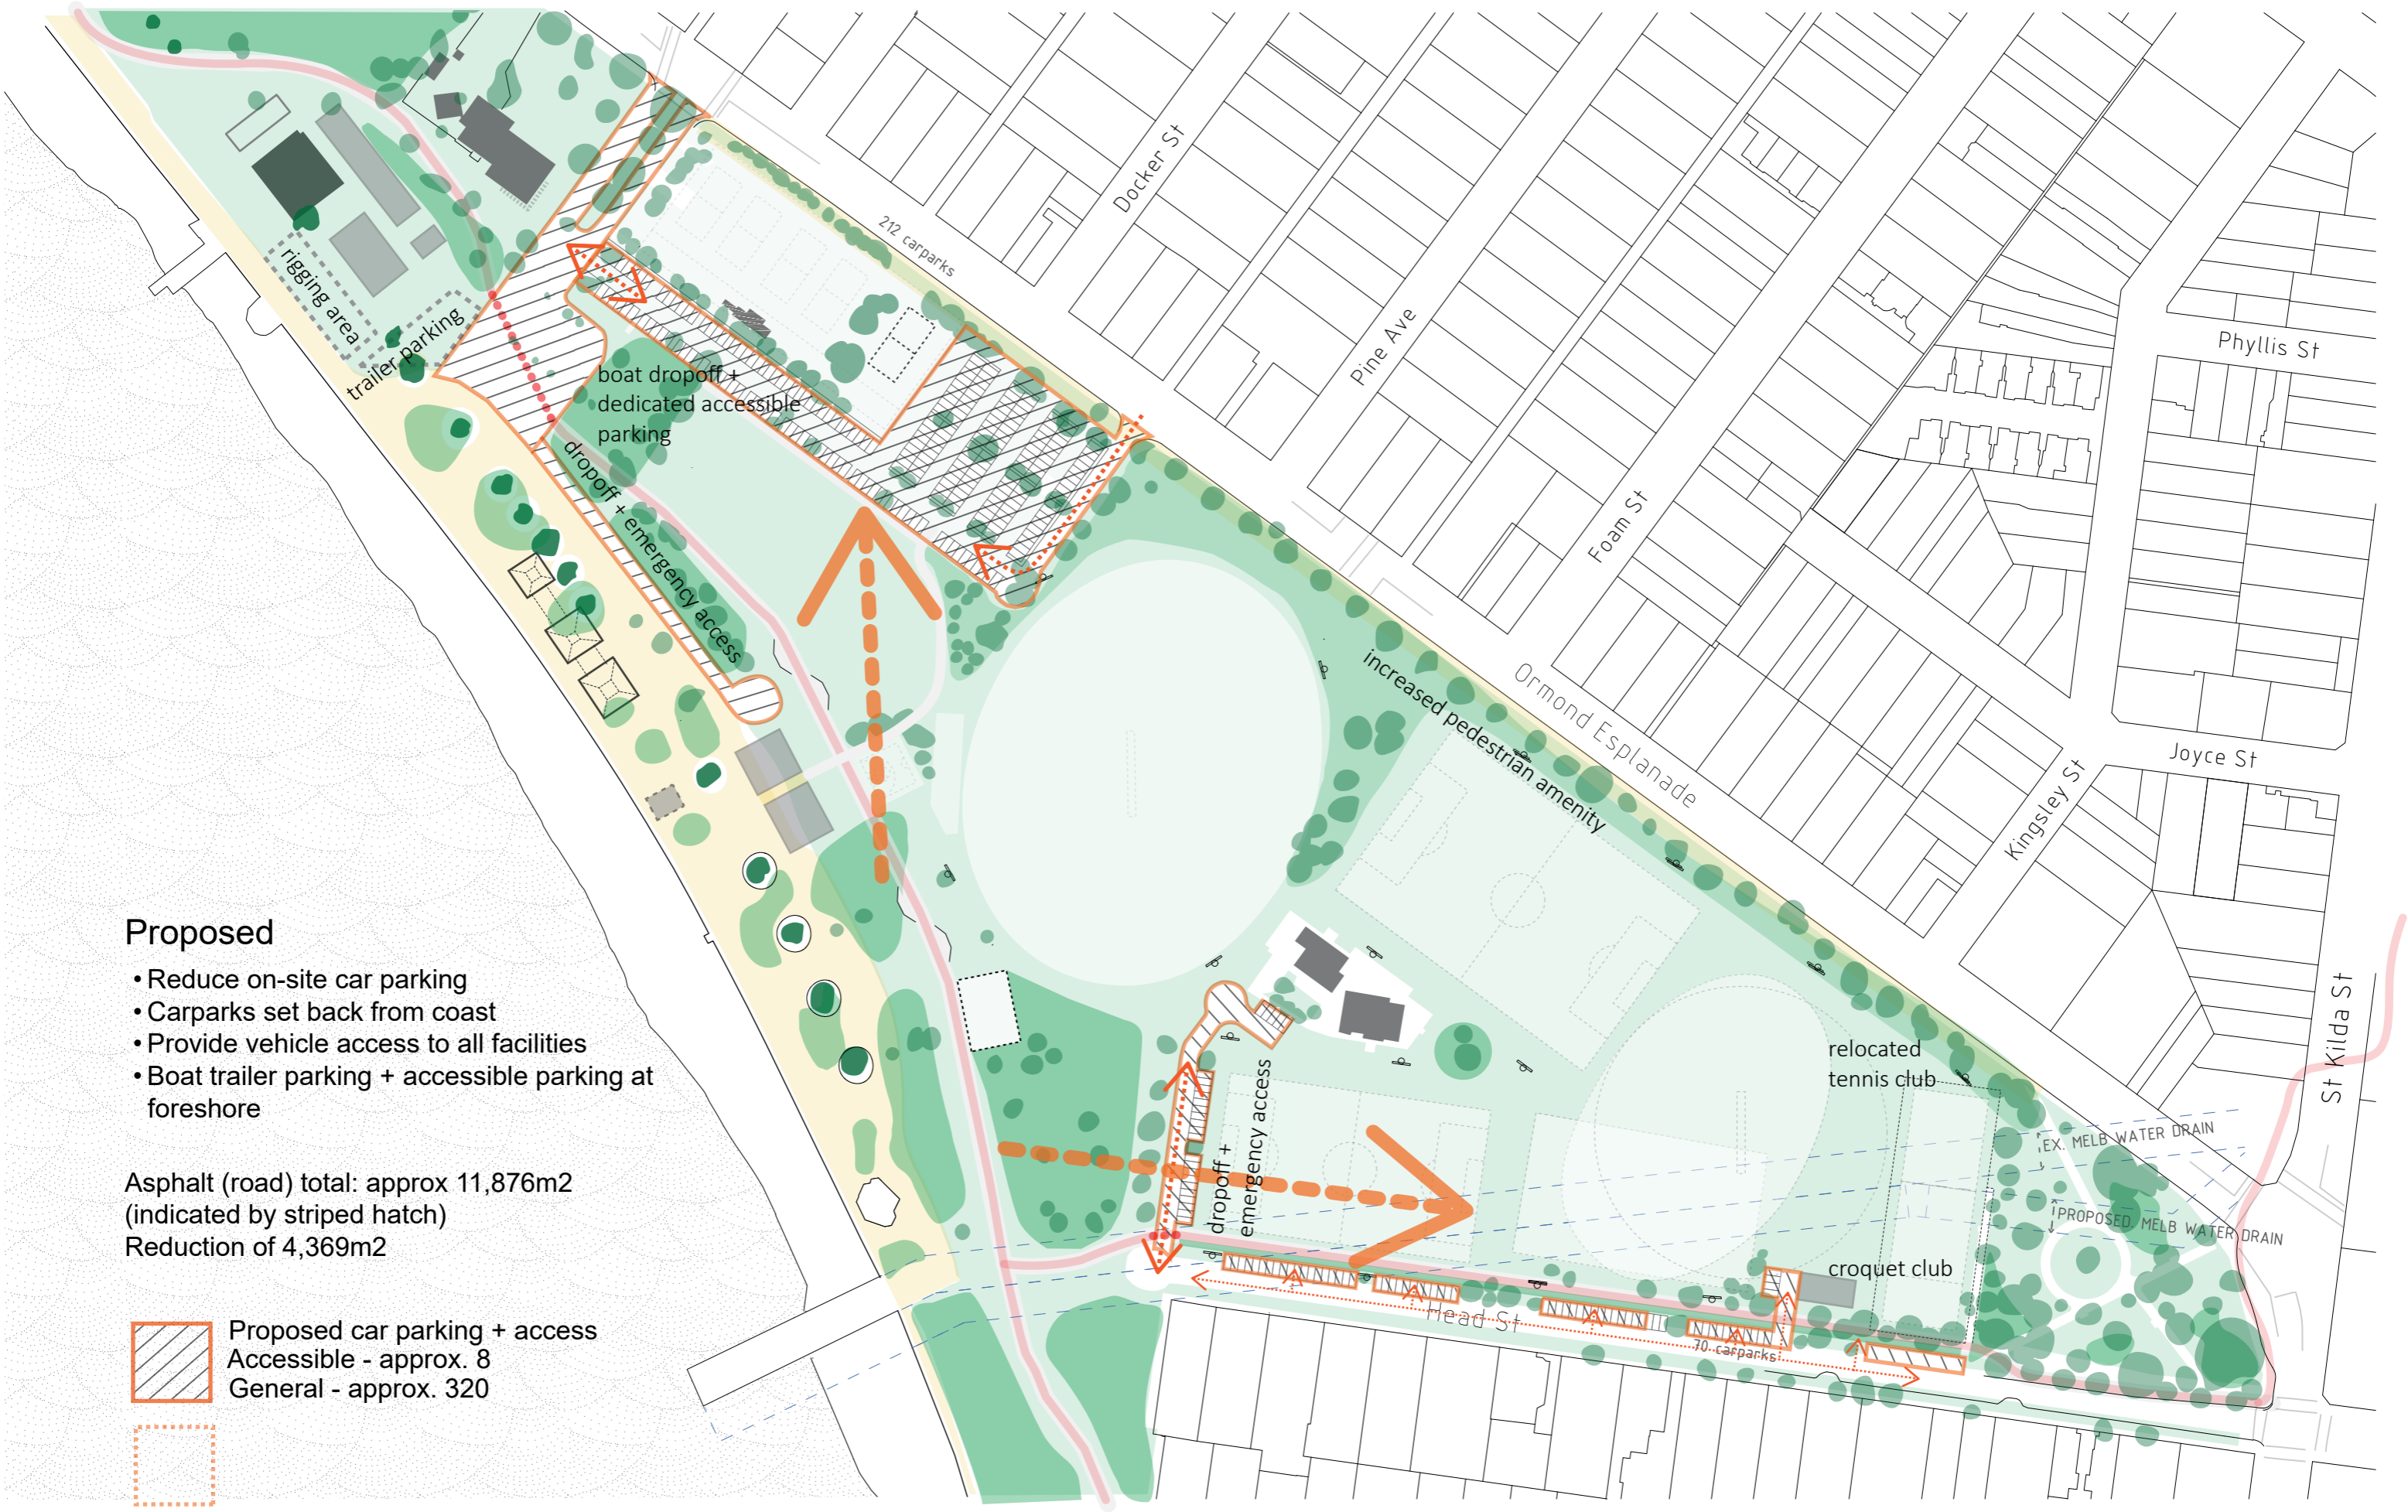 Docker St
212 carparks
rigging area
trailer parking
Pine Ave
Phyllis St
boat dropoff +
dedicated accessible
parking
dropoff + emergency access
Foam St
increased pedestrian amenity
Ormond Esplanade
Joyce St
Kingsley St
St Kilda St
Proposed
• Reduce on-site car parking
• Carparks set back from coast
• Provide vehicle access to all facilities
• Boat trailer parking + accessible parking at
foreshore
Asphalt (road) total: approx 11,876m2
(indicated by striped hatch)
Reduction of 4,369m2
Proposed car parking + access
Accessible - approx. 8
General - approx. 320
dropoff +
emergency access
relocated
tennis club
EX. MELB WATER DRAIN
PROPOSED MELB WATER DRAIN
croquet club
Head St
70 carparks